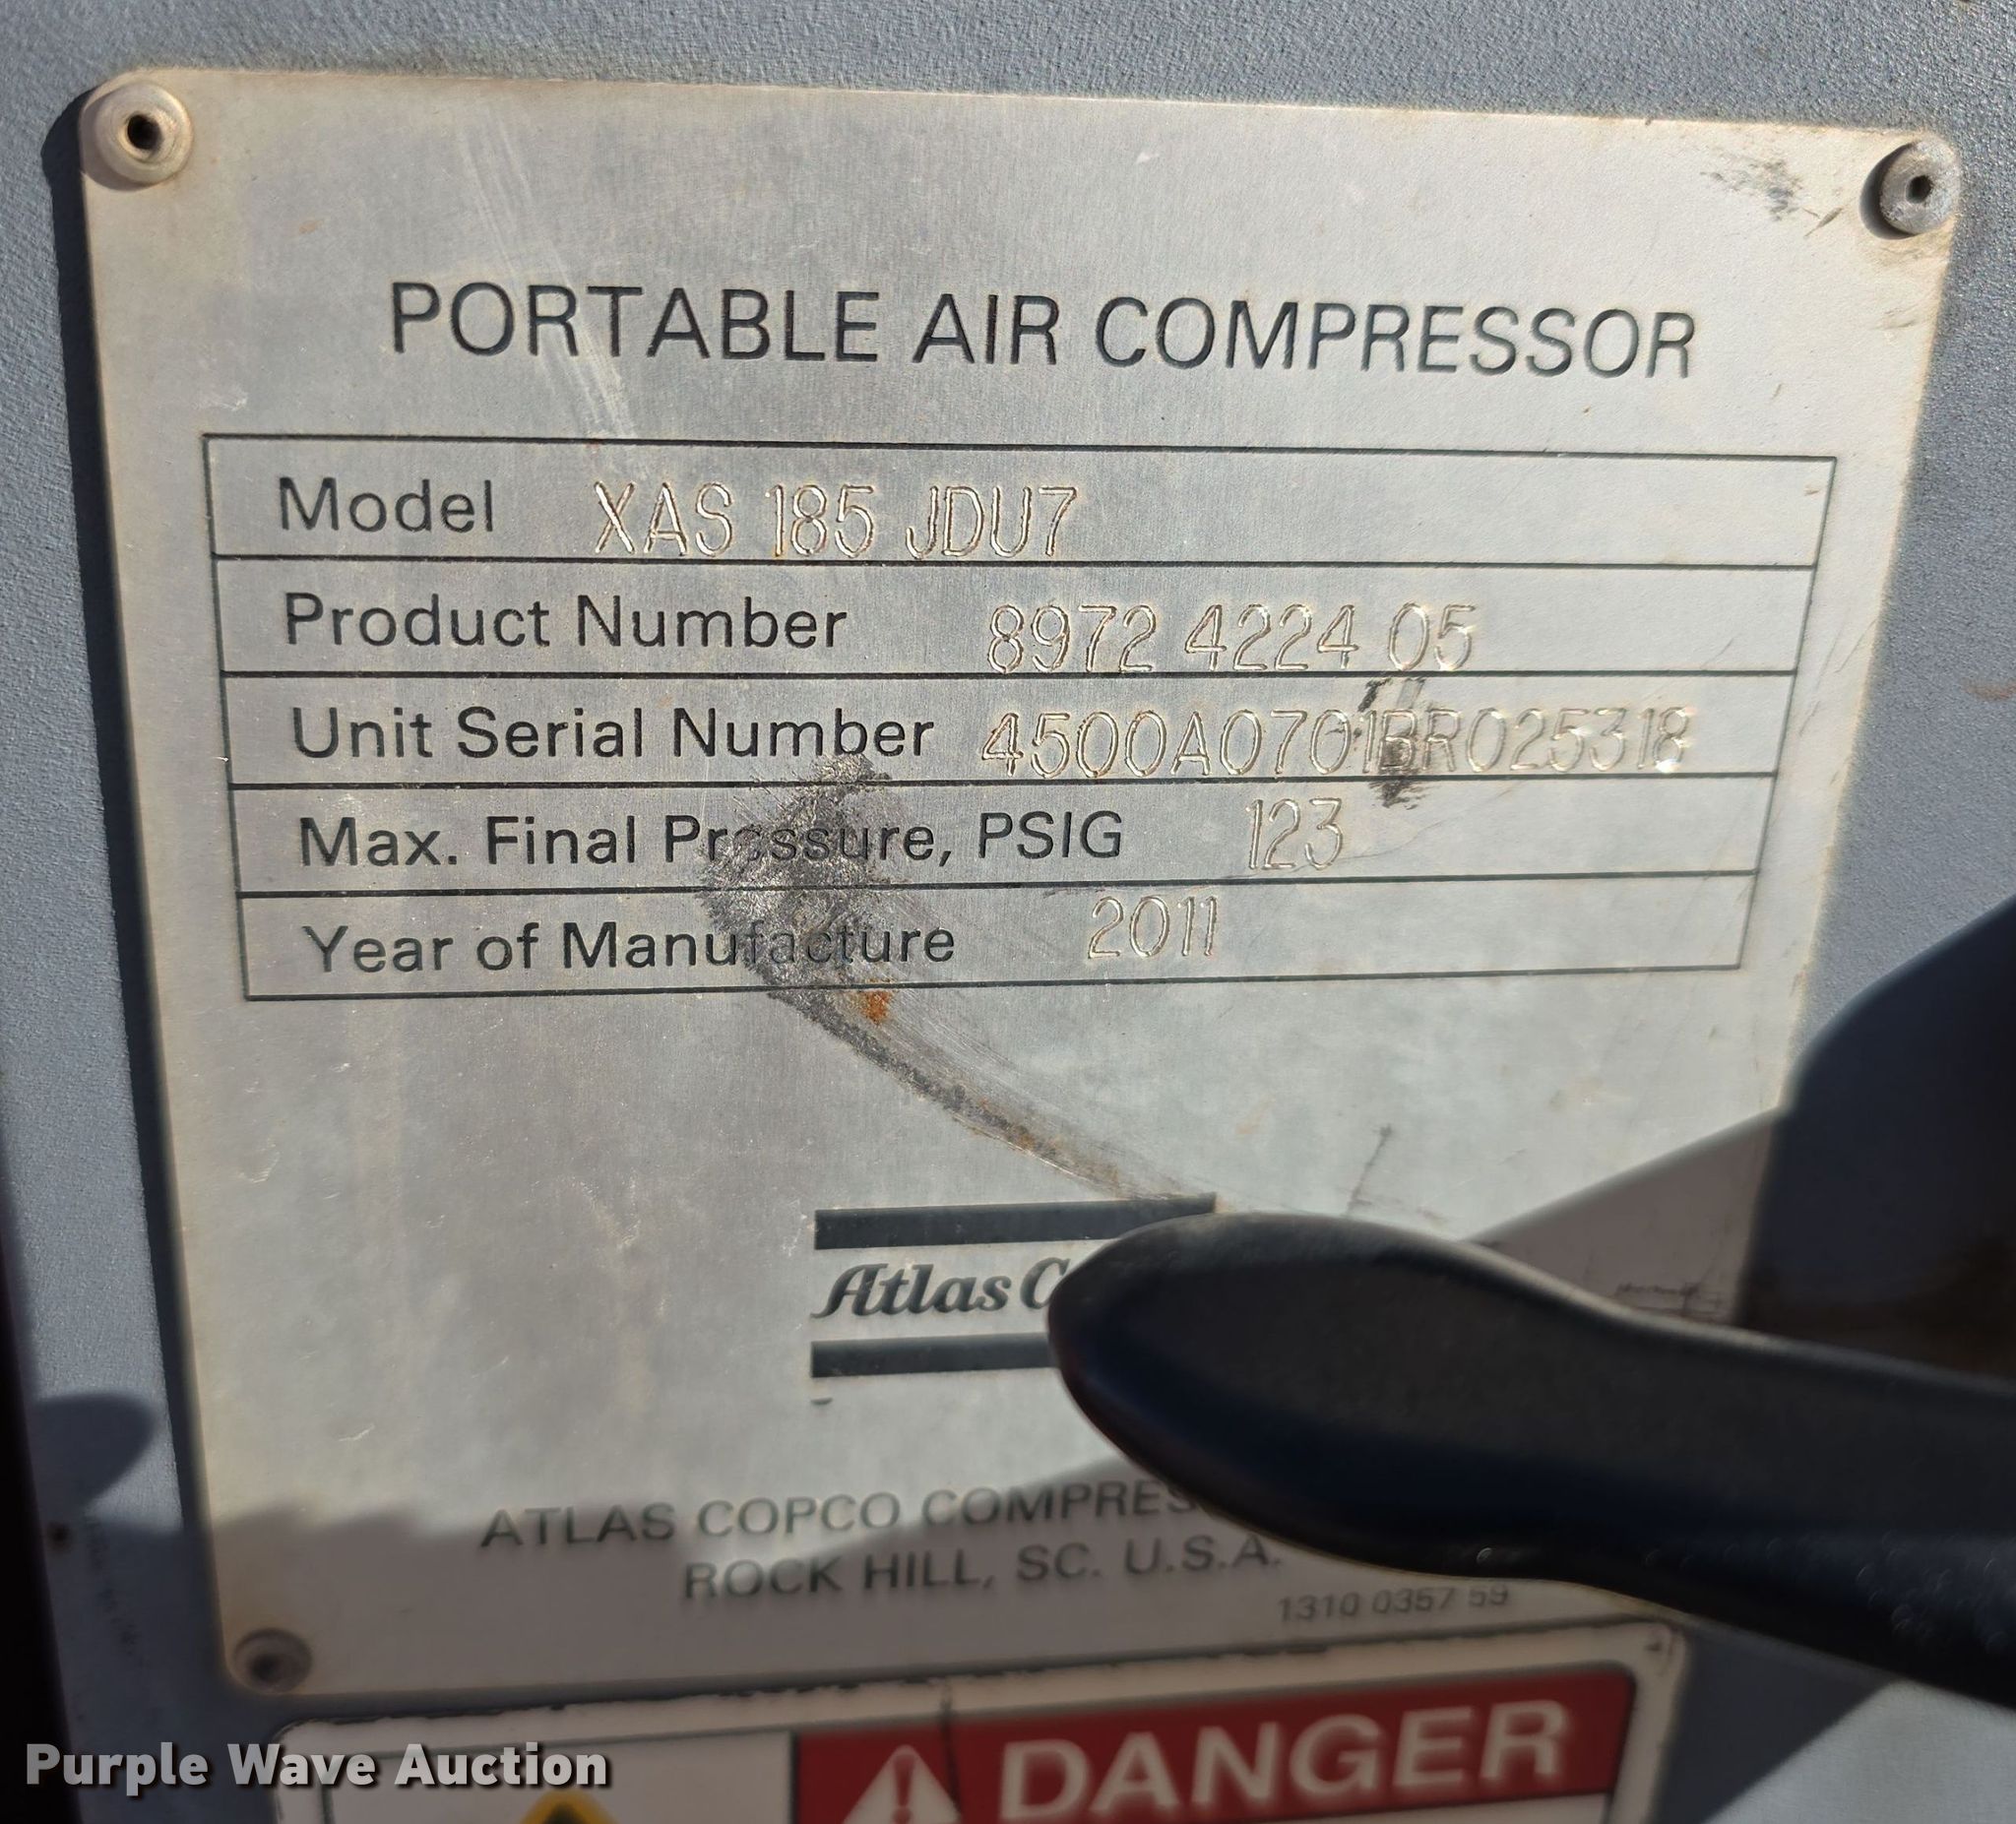 PORTABLE AIR COMPRESSOR
Model XAS 185 JDU7
Product Number 8972 4224 05
Unit Serial Number 4500A0701BR025318
Max. Final Pressure, PSIG 123
Year of Manufacture 2011
Atlas C
ATLAS COPCO COMPRES
ROCK HILL, SC. U.S.A.
1310 0357 59
DANGER
Purple Wave Auction